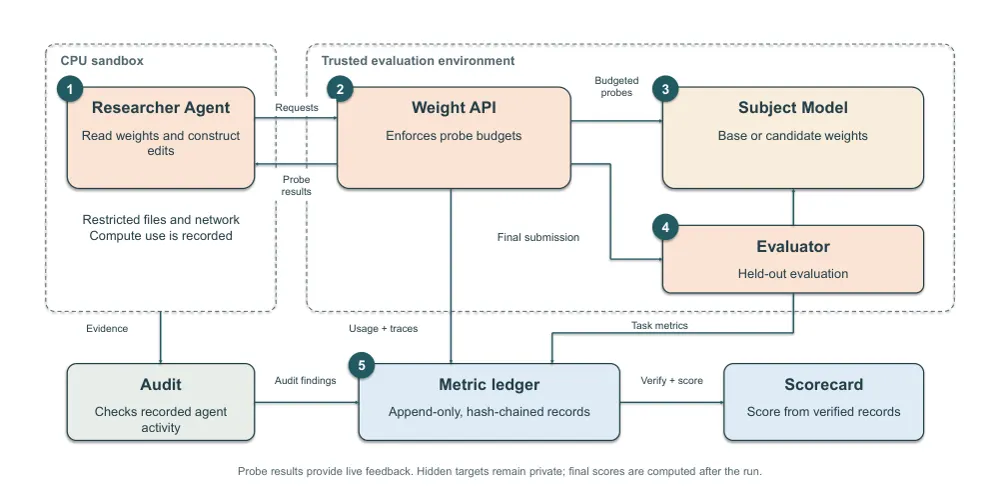 CPU sandbox
Trusted evaluation environment
1
Researcher Agent
Read weights and construct
edits
Restricted files and network
Compute use is recorded
Requests
Probe
results
2
Weight API
Enforces probe budgets
Budgeted
probes
3
Subject Model
Base or candidate weights
Final submission
4
Evaluator
Held-out evaluation
Evidence
Usage + traces
Task metrics
Audit
Checks recorded agent
activity
Audit findings
5
Metric ledger
Append-only, hash-chained records
Verify + score
Scorecard
Score from verified records
Probe results provide live feedback. Hidden targets remain private; final scores are computed after the run.